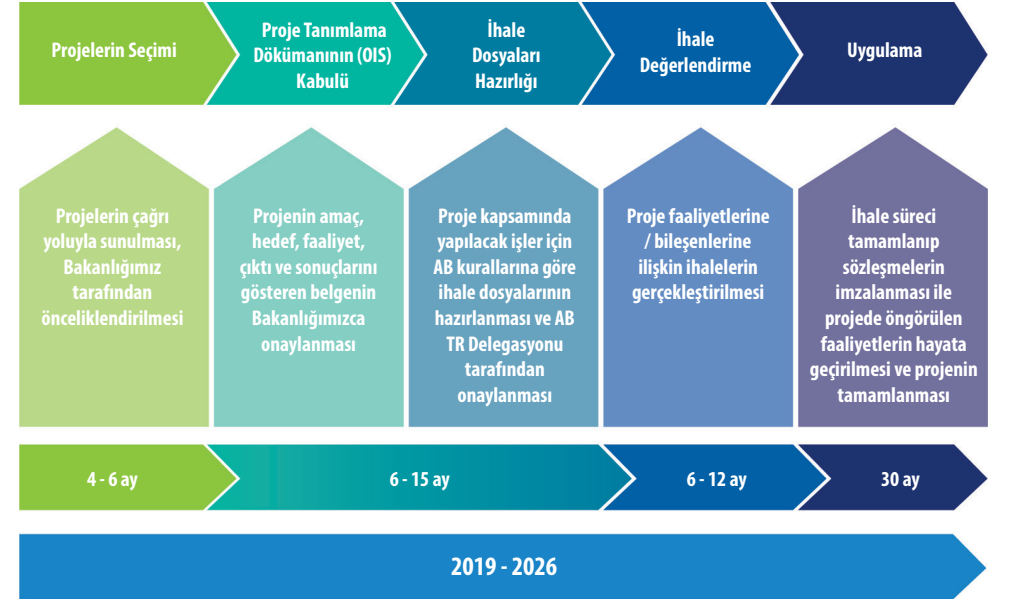 Projelerin Seçimi
Proje Tanımlama
Dökümanının (OIS)
Kabulü
İhale
Dosyaları
Hazırlığı
İhale
Değerlendirme
Uygulama
Projelerin çağrı
yoluyla sunulması,
Bakanlığımız
tarafından
önceliklendirilmesi
Projenin amaç,
hedef, faaliyet,
çıktı ve sonuçlarını
gösteren belgenin
Bakanlığımızca
onaylanması
Proje kapsamında
yapılacak işler için
AB kurallarına göre
ihale dosyalarının
hazırlanması ve AB
TR Delegasyonu
tarafından
onaylanması
Proje faaliyetlerine
/ bileşenlerine
ilişkin ihalelerin
gerçekleştirilmesi
İhale süreci
tamamlanıp
sözleşmelerin
imzalanması ile
projede öngörülen
faaliyetlerin hayata
geçirilmesi ve projenin
tamamlanması
4 - 6 ay
6 - 15 ay
6 - 12 ay
30 ay
2019 - 2026